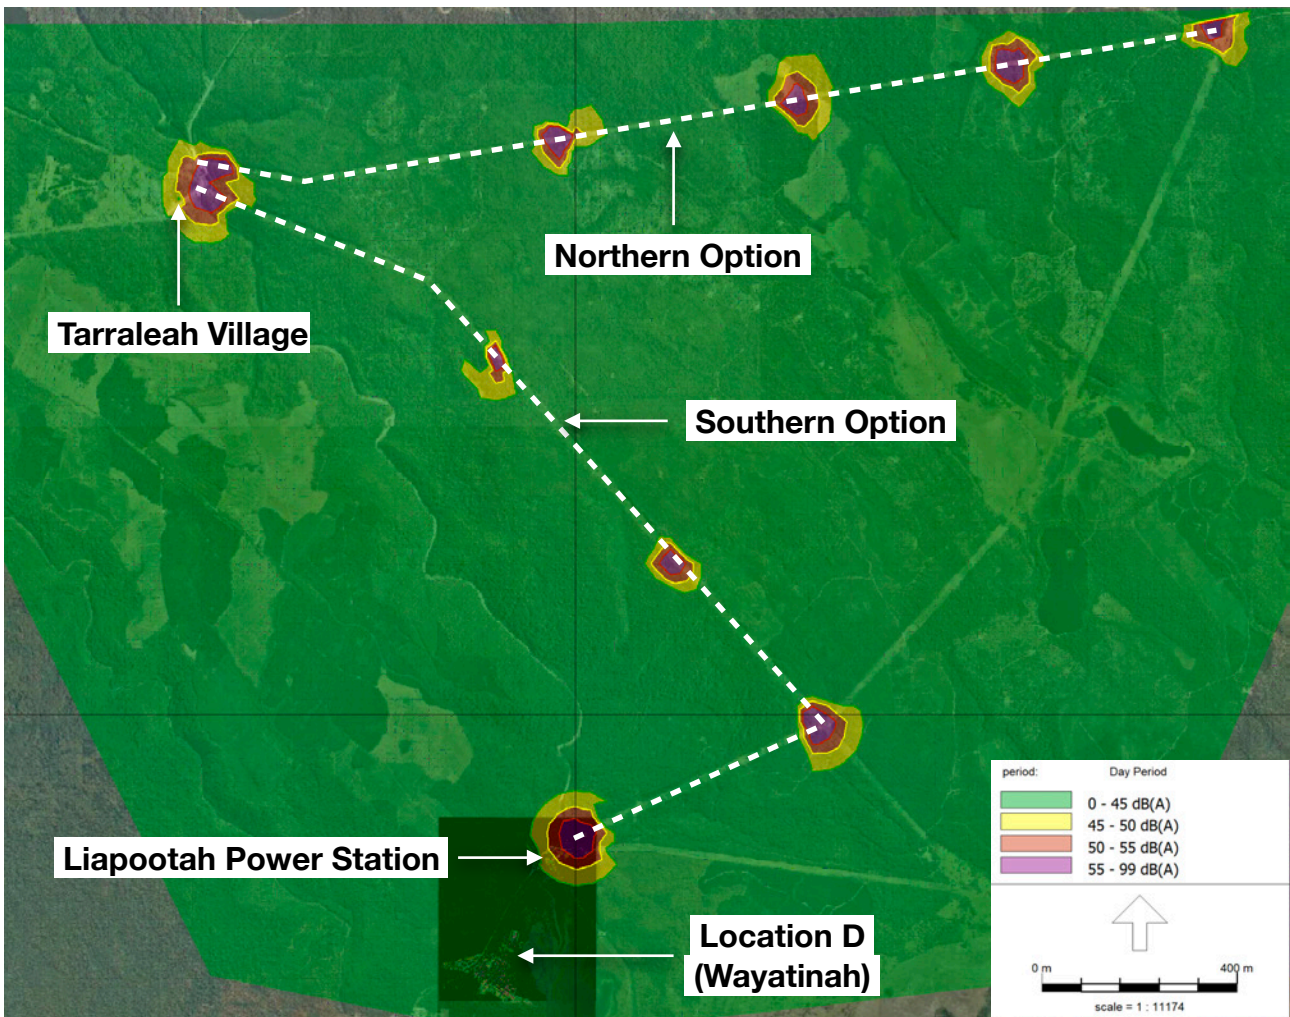 Northern Option
Tarraleah Village
Southern Option
Liapootah Power Station
Location D
(Wayatinah)
period: Day Period
0 - 45 dB(A)
45 - 50 dB(A)
50 - 55 dB(A)
55 - 99 dB(A)
0 m 400 m
scale = 1 : 11174